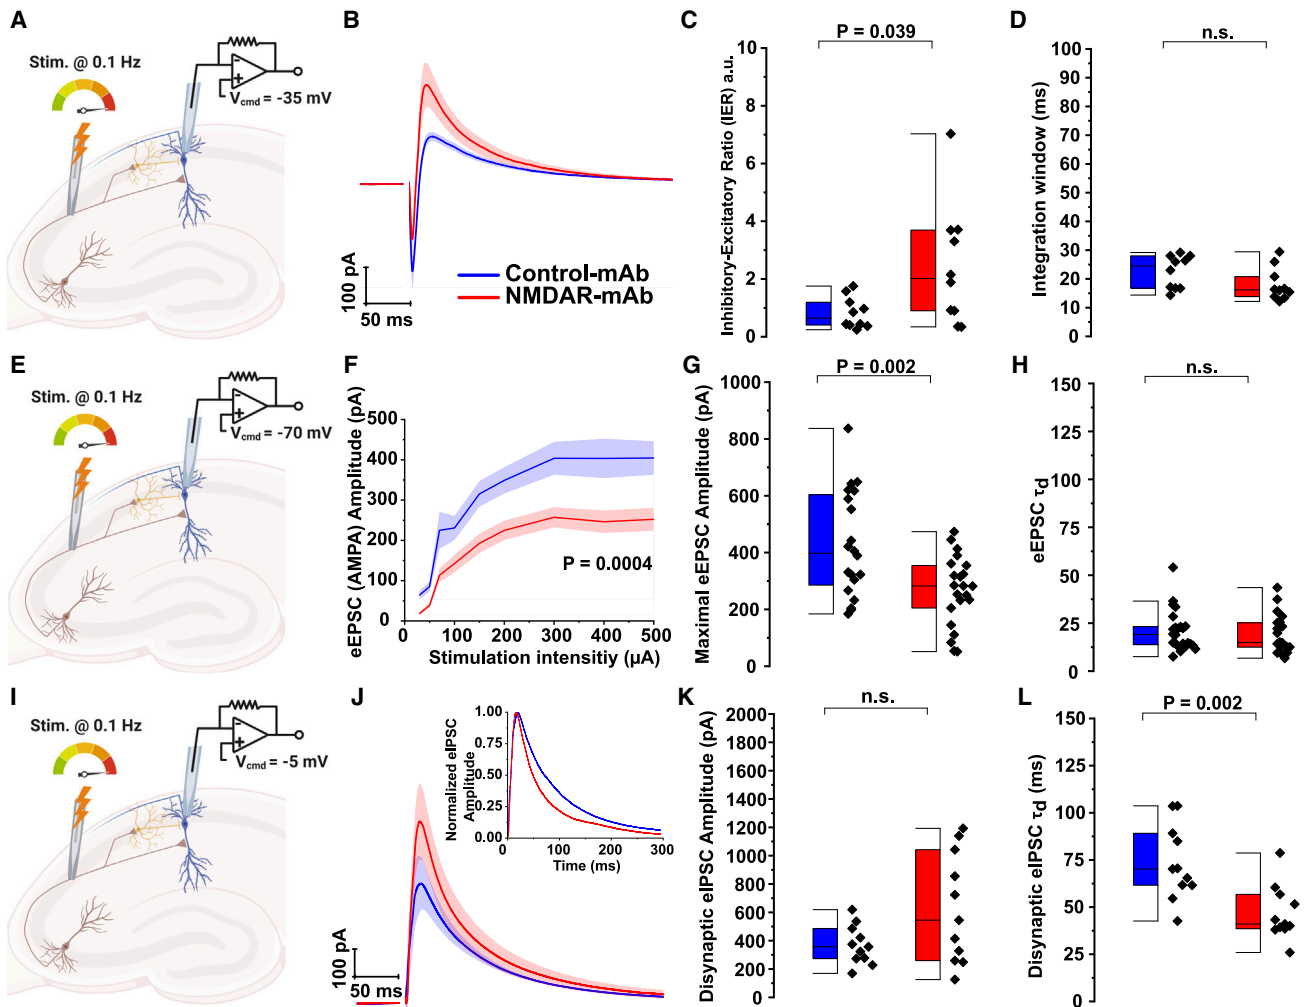 A
Stim. @ 0.1 Hz
Vcmd = -35 mV
B
100 pA
50 ms
Control-mAb
NMDAR-mAb
C
P = 0.039
Inhibitory-Excitatory Ratio (IER) a.u.
10
8
6
4
2
0
D
n.s.
Integration window (ms)
100
90
80
70
60
50
40
30
20
10
0
E
Stim. @ 0.1 Hz
Vcmd = -70 mV
F
eEPSC (AMPA) Amplitude (pA)
500
400
300
200
100
0
P = 0.0004
0 100 200 300 400 500
Stimulation intensitiy (µA)
G
P = 0.002
Maximal eEPSC Amplitude (pA)
1000
800
600
400
200
0
H
n.s.
eEPSC τd
150
125
100
75
50
25
0
I
Stim. @ 0.1 Hz
Vcmd = -5 mV
J
Normalized eIPSC
Amplitude
1.00
0.75
0.50
0.25
0.00
0 100 200 300
Time (ms)
100 pA
50 ms
K
n.s.
Disynaptic eIPSC Amplitude (pA)
2000
1800
1600
1400
1200
1000
800
600
400
200
0
L
P = 0.002
Disynaptic eIPSC τd (ms)
150
125
100
75
50
25
0